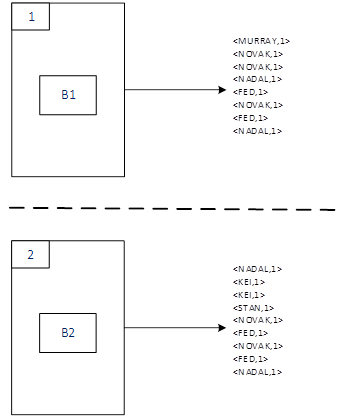 1
B1
<MURRAY,1>
<NOVAK,1>
<NOVAK,1>
<NADAL,1>
<FED,1>
<NOVAK,1>
<FED,1>
<NADAL,1>
2
B2
<NADAL,1>
<KEI,1>
<KEI,1>
<STAN,1>
<NOVAK,1>
<FED,1>
<NOVAK,1>
<FED,1>
<NADAL,1>